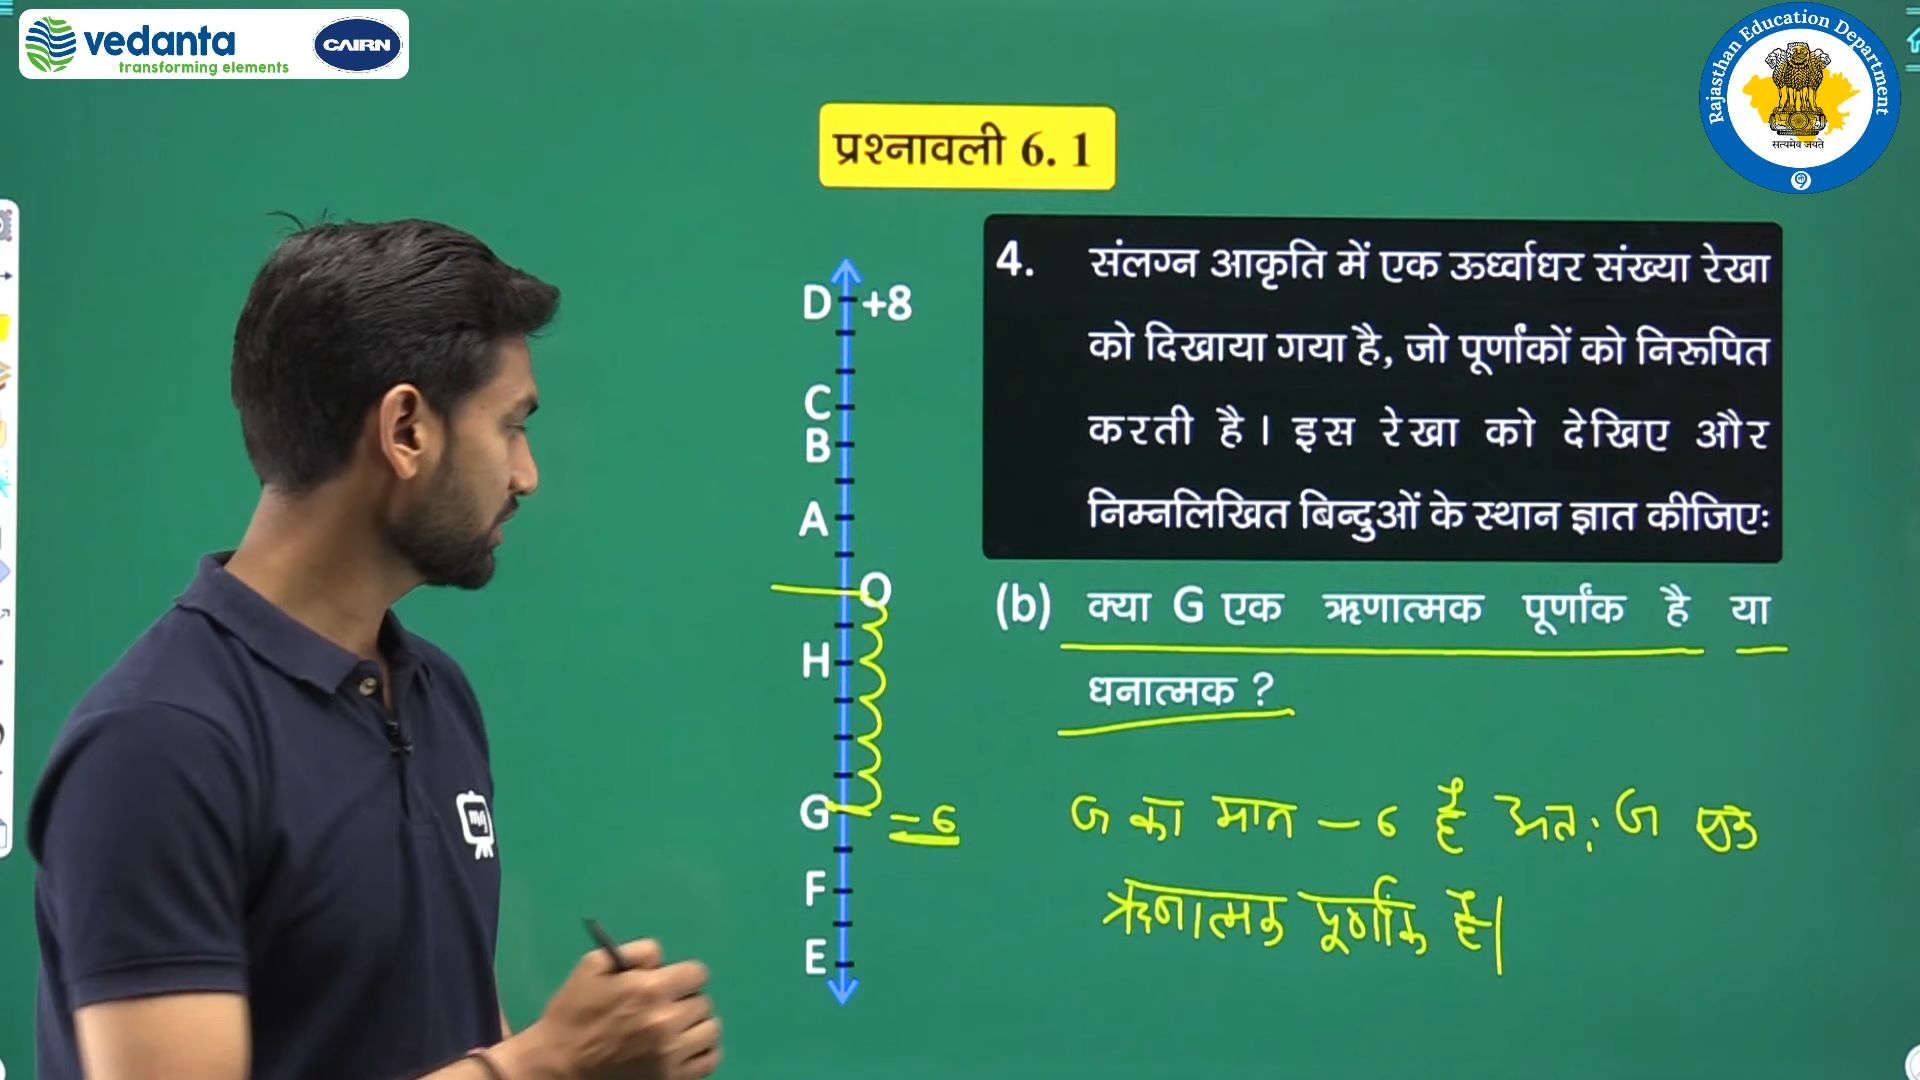 vedanta
transforming elements
CAIRN
Rajasthan Education Department
सत्यमेव जयते
प्रश्नावली 6. 1
4. संलग्न आकृति में एक ऊर्ध्वाधर संख्या रेखा
को दिखाया गया है, जो पूर्णांकों को निरूपित
करती है। इस रेखा को देखिए और
निम्नलिखित बिन्दुओं के स्थान ज्ञात कीजिएः
D +8
C
B
A
O
H
G - 6
F
E
(b) क्या G एक ऋणात्मक पूर्णांक है या
धनात्मक ?
G का मान - 6 है अतः G एक
ऋणात्मक पूर्णांक है।